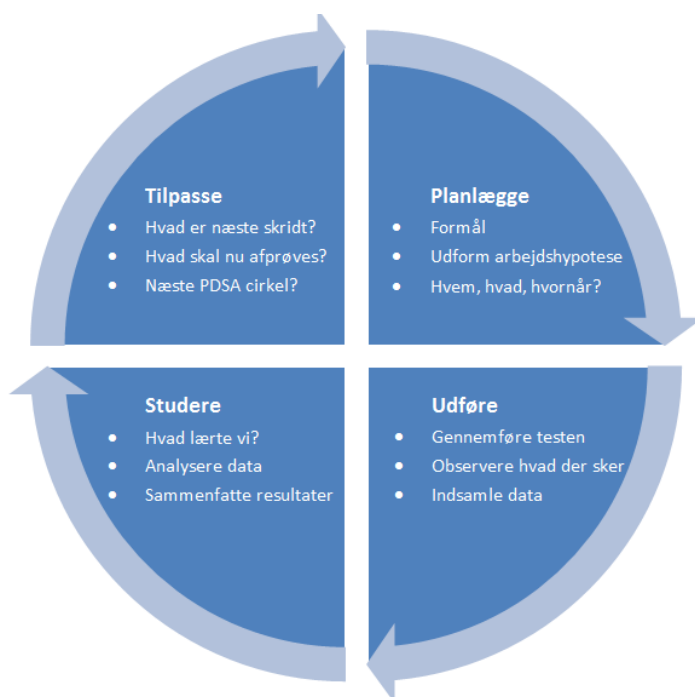 Tilpasse
• Hvad er næste skridt?
• Hvad skal nu afprøves?
• Næste PDSA cirkel?
Planlægge
• Formål
• Udform arbejdshypotese
• Hvem, hvad, hvornår?
Studere
• Hvad lærte vi?
• Analysere data
• Sammenfatte resultater
Udføre
• Gennemføre testen
• Observere hvad der sker
• Indsamle data